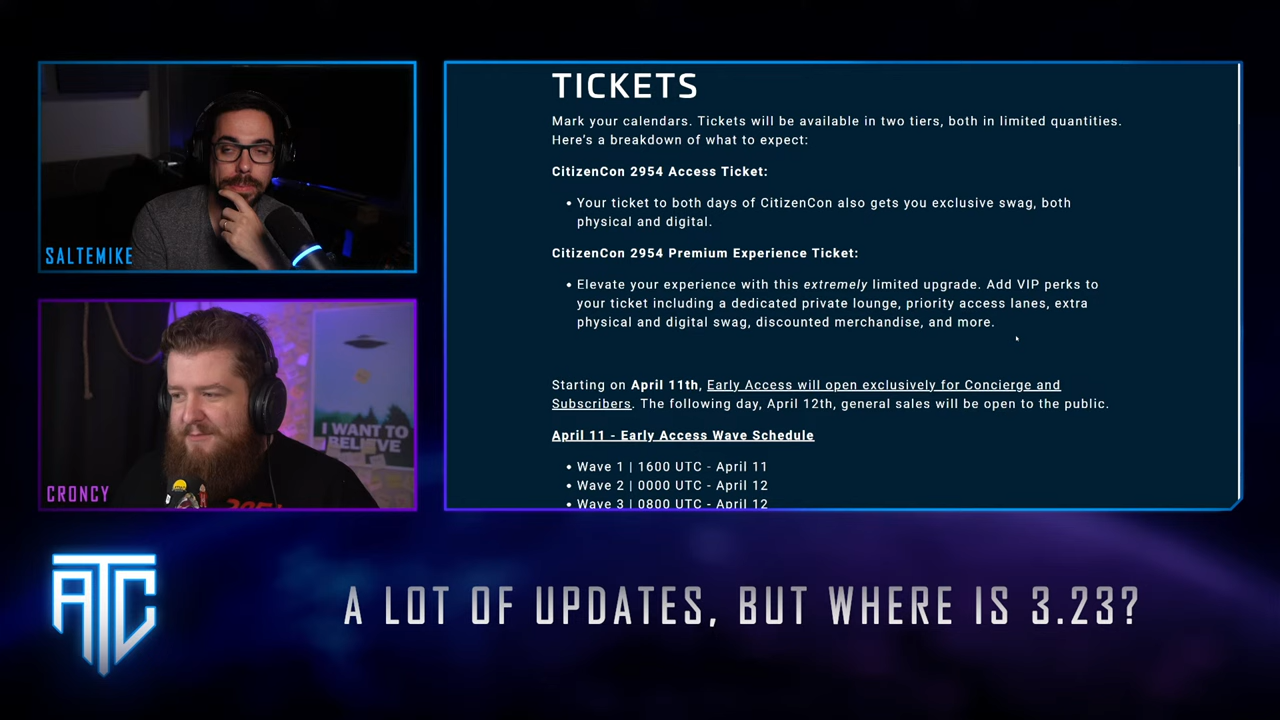 TICKETS
Mark your calendars. Tickets will be available in two tiers, both in limited quantities.
Here's a breakdown of what to expect:
CitizenCon 2954 Access Ticket:
• Your ticket to both days of CitizenCon also gets you exclusive swag, both
physical and digital.
CitizenCon 2954 Premium Experience Ticket:
• Elevate your experience with this extremely limited upgrade. Add VIP perks to
your ticket including a dedicated private lounge, priority access lanes, extra
physical and digital swag, discounted merchandise, and more.
Starting on April 11th, Early Access will open exclusively for Concierge and
Subscribers. The following day, April 12th, general sales will be open to the public.
April 11 - Early Access Wave Schedule
• Wave 1 | 1600 UTC - April 11
• Wave 2 | 0000 UTC - April 12
• Wave 3 | 0800 UTC - April 12
SALTEMIKE
I WANT TO
BELIEVE
CRONCY
ATC
A LOT OF UPDATES, BUT WHERE IS 3.23?